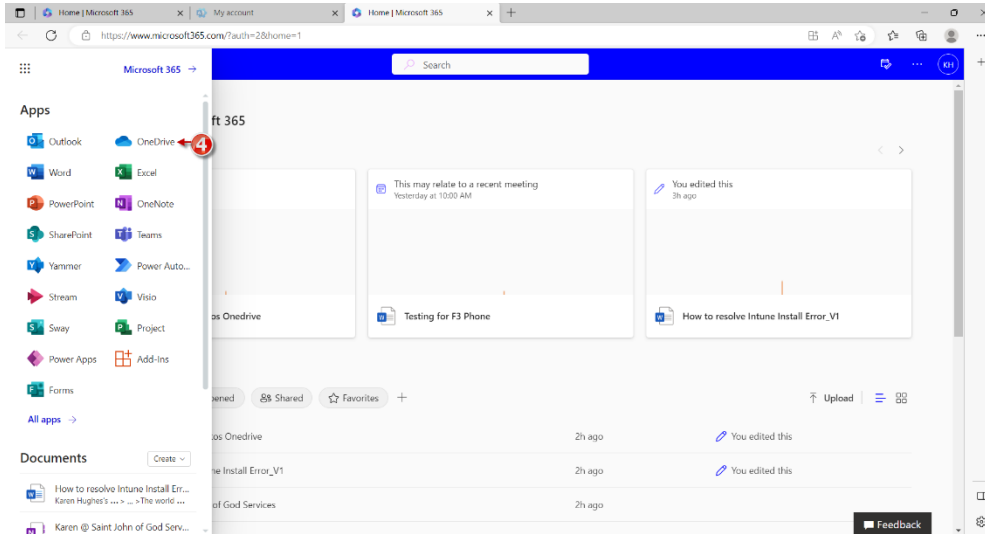 Home | Microsoft 365
My account
Home | Microsoft 365
https://www.microsoft365.com/?auth=2&home=1
Microsoft 365 →
Search
KH
Apps
ft 365
Outlook
OneDrive
4
Word
Excel
PowerPoint
OneNote
SharePoint
Teams
Yammer
Power Auto...
Stream
Visio
Sway
Project
Power Apps
Add-Ins
Forms
All apps →
This may relate to a recent meeting
Yesterday at 10:00 AM
You edited this
3h ago
os Onedrive
Testing for F3 Phone
How to resolve Intune Install Error_V1
ened
Shared
Favorites
Upload
os Onedrive
2h ago
You edited this
ne Install Error_V1
2h ago
You edited this
of God Services
2h ago
Documents
Create
How to resolve Intune Install Err...
Karen Hughes's ... > ... >The world ...
Karen @ Saint John of God Serv...
Feedback